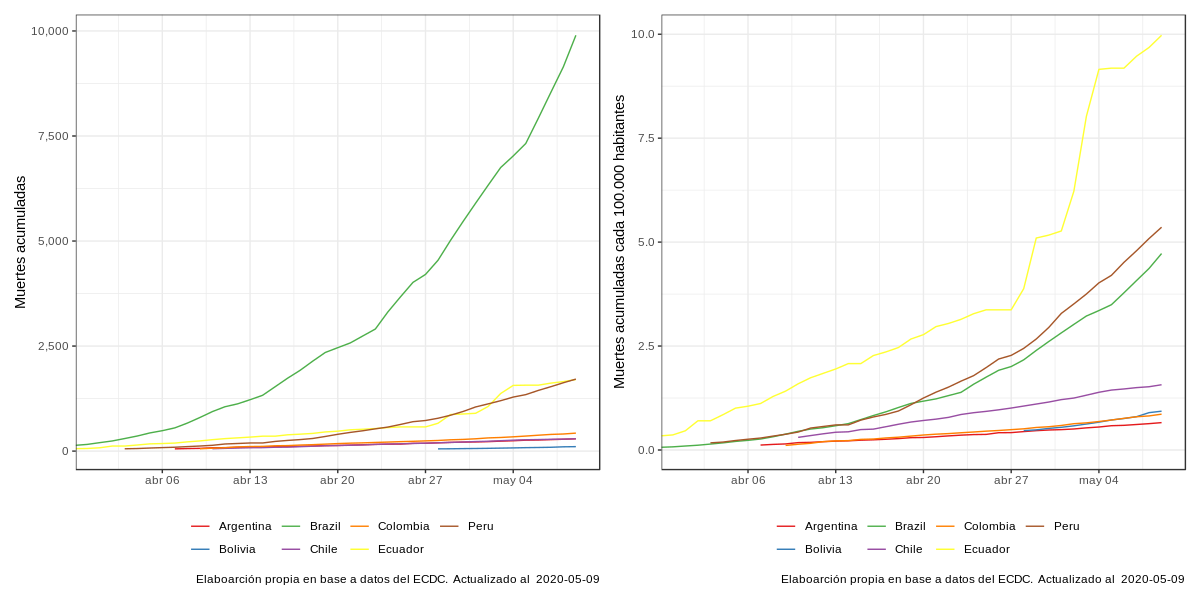 Muertes acumuladas
10,000
7,500
5,000
2,500
0
abr 06
abr 13
abr 20
abr 27
may 04
Argentina
Brazil
Colombia
Peru
Bolivia
Chile
Ecuador
Elaboarción propia en base a datos del ECDC. Actualizado al 2020-05-09
Muertes acumuladas cada 100.000 habitantes
10.0
7.5
5.0
2.5
0.0
abr 06
abr 13
abr 20
abr 27
may 04
Argentina
Brazil
Colombia
Peru
Bolivia
Chile
Ecuador
Elaboarción propia en base a datos del ECDC. Actualizado al 2020-05-09